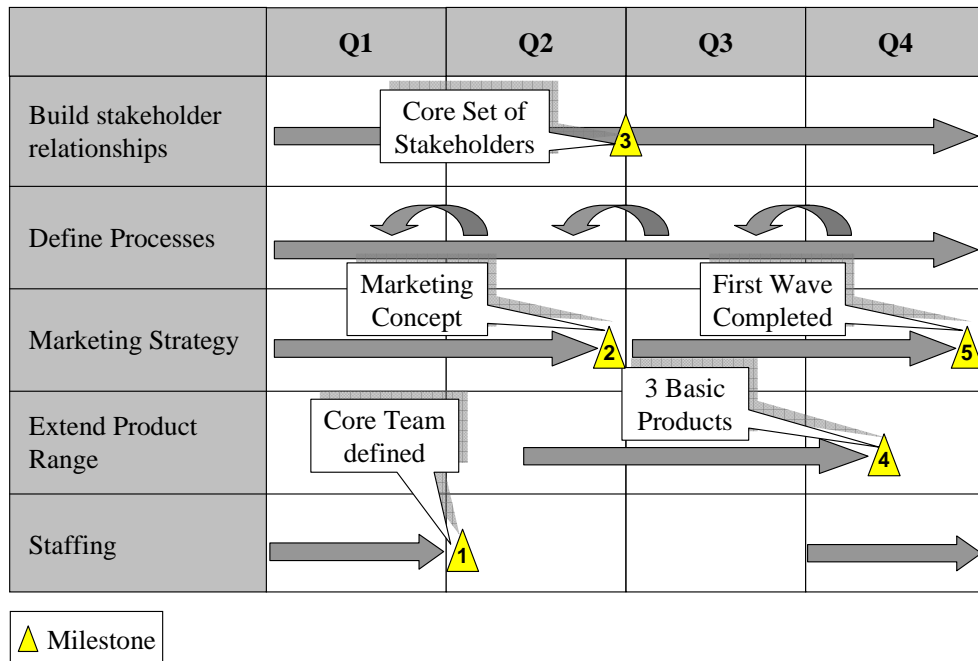 Q1 Q2 Q3 Q4
Build stakeholder
relationships
Core Set of
Stakeholders
3
Define Processes
Marketing Strategy
Marketing
Concept
2
First Wave
Completed
5
Extend Product
Range
3 Basic
Products
4
Staffing
Core Team
defined
1
Milestone